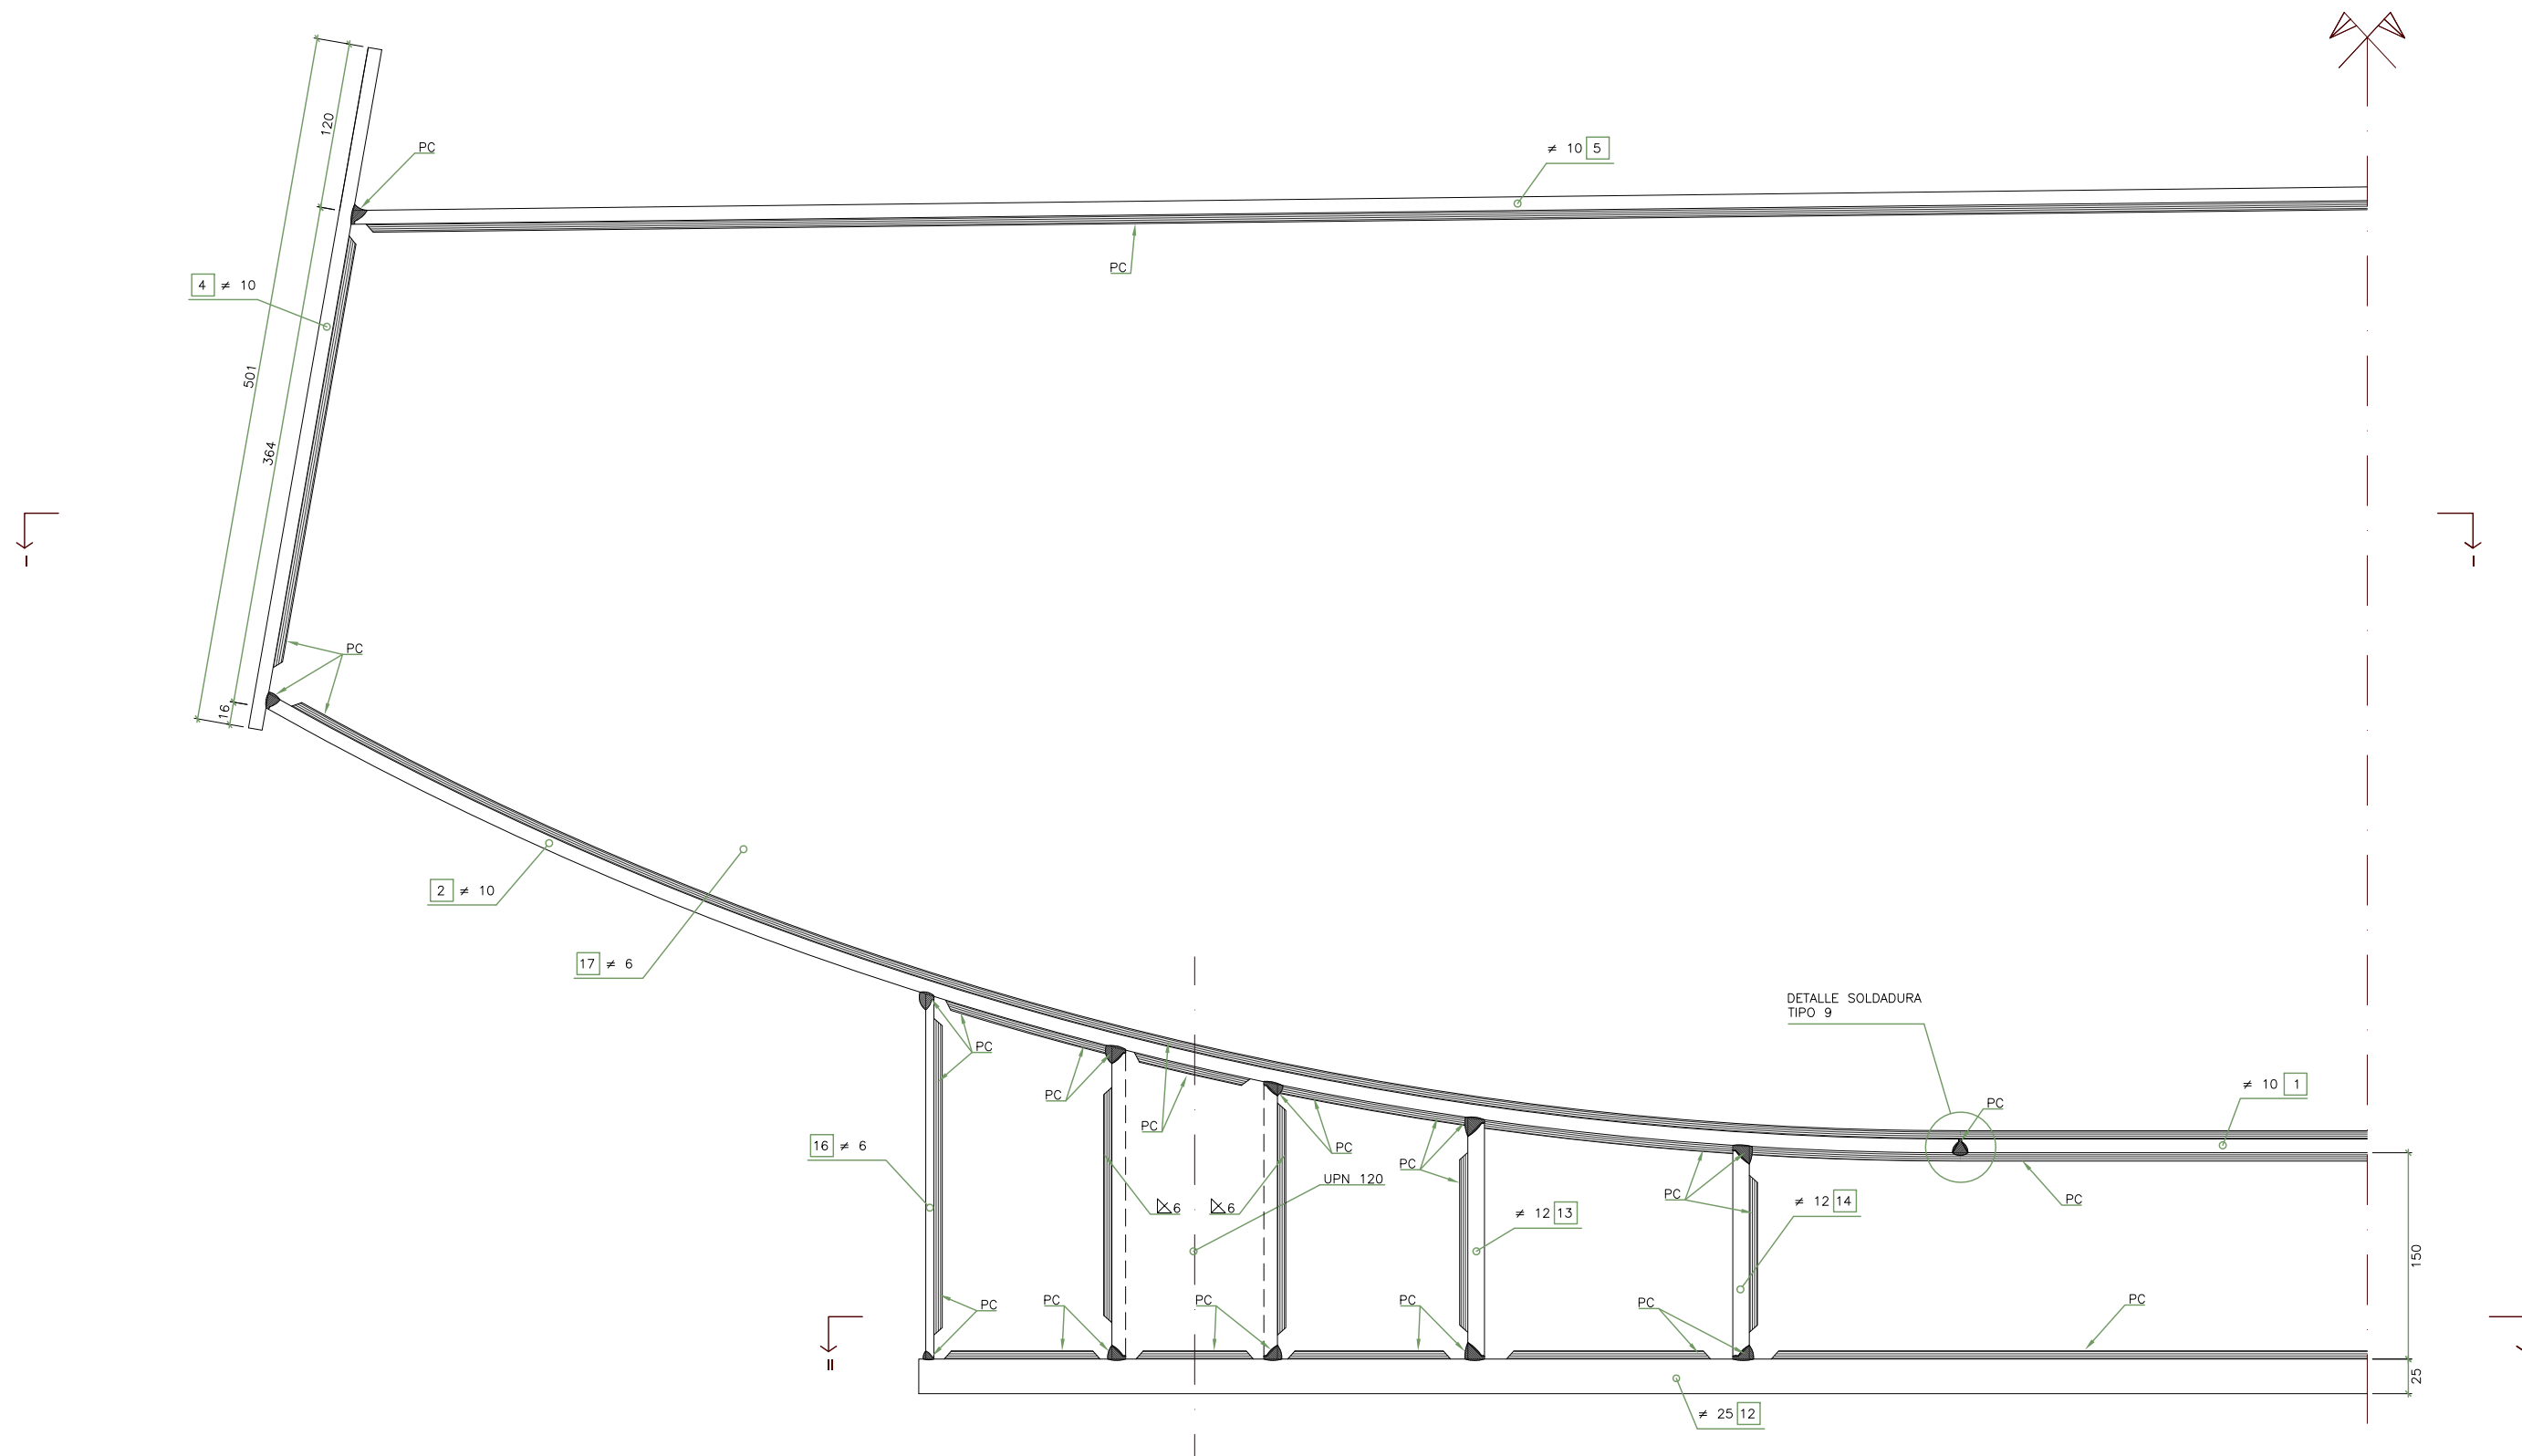 120
PC
≠ 10 5
PC
4 ≠ 10
501
364
I
I
PC
16
2 ≠ 10
17 ≠ 6
DETALLE SOLDADURA
TIPO 9
PC
PC
≠ 10 1
PC
PC
PC
16 ≠ 6
PC
UPN 120
6
6
PC
≠ 12 14
PC
≠ 12 13
150
PC
PC
PC
PC
PC
PC
II
25
≠ 25 12